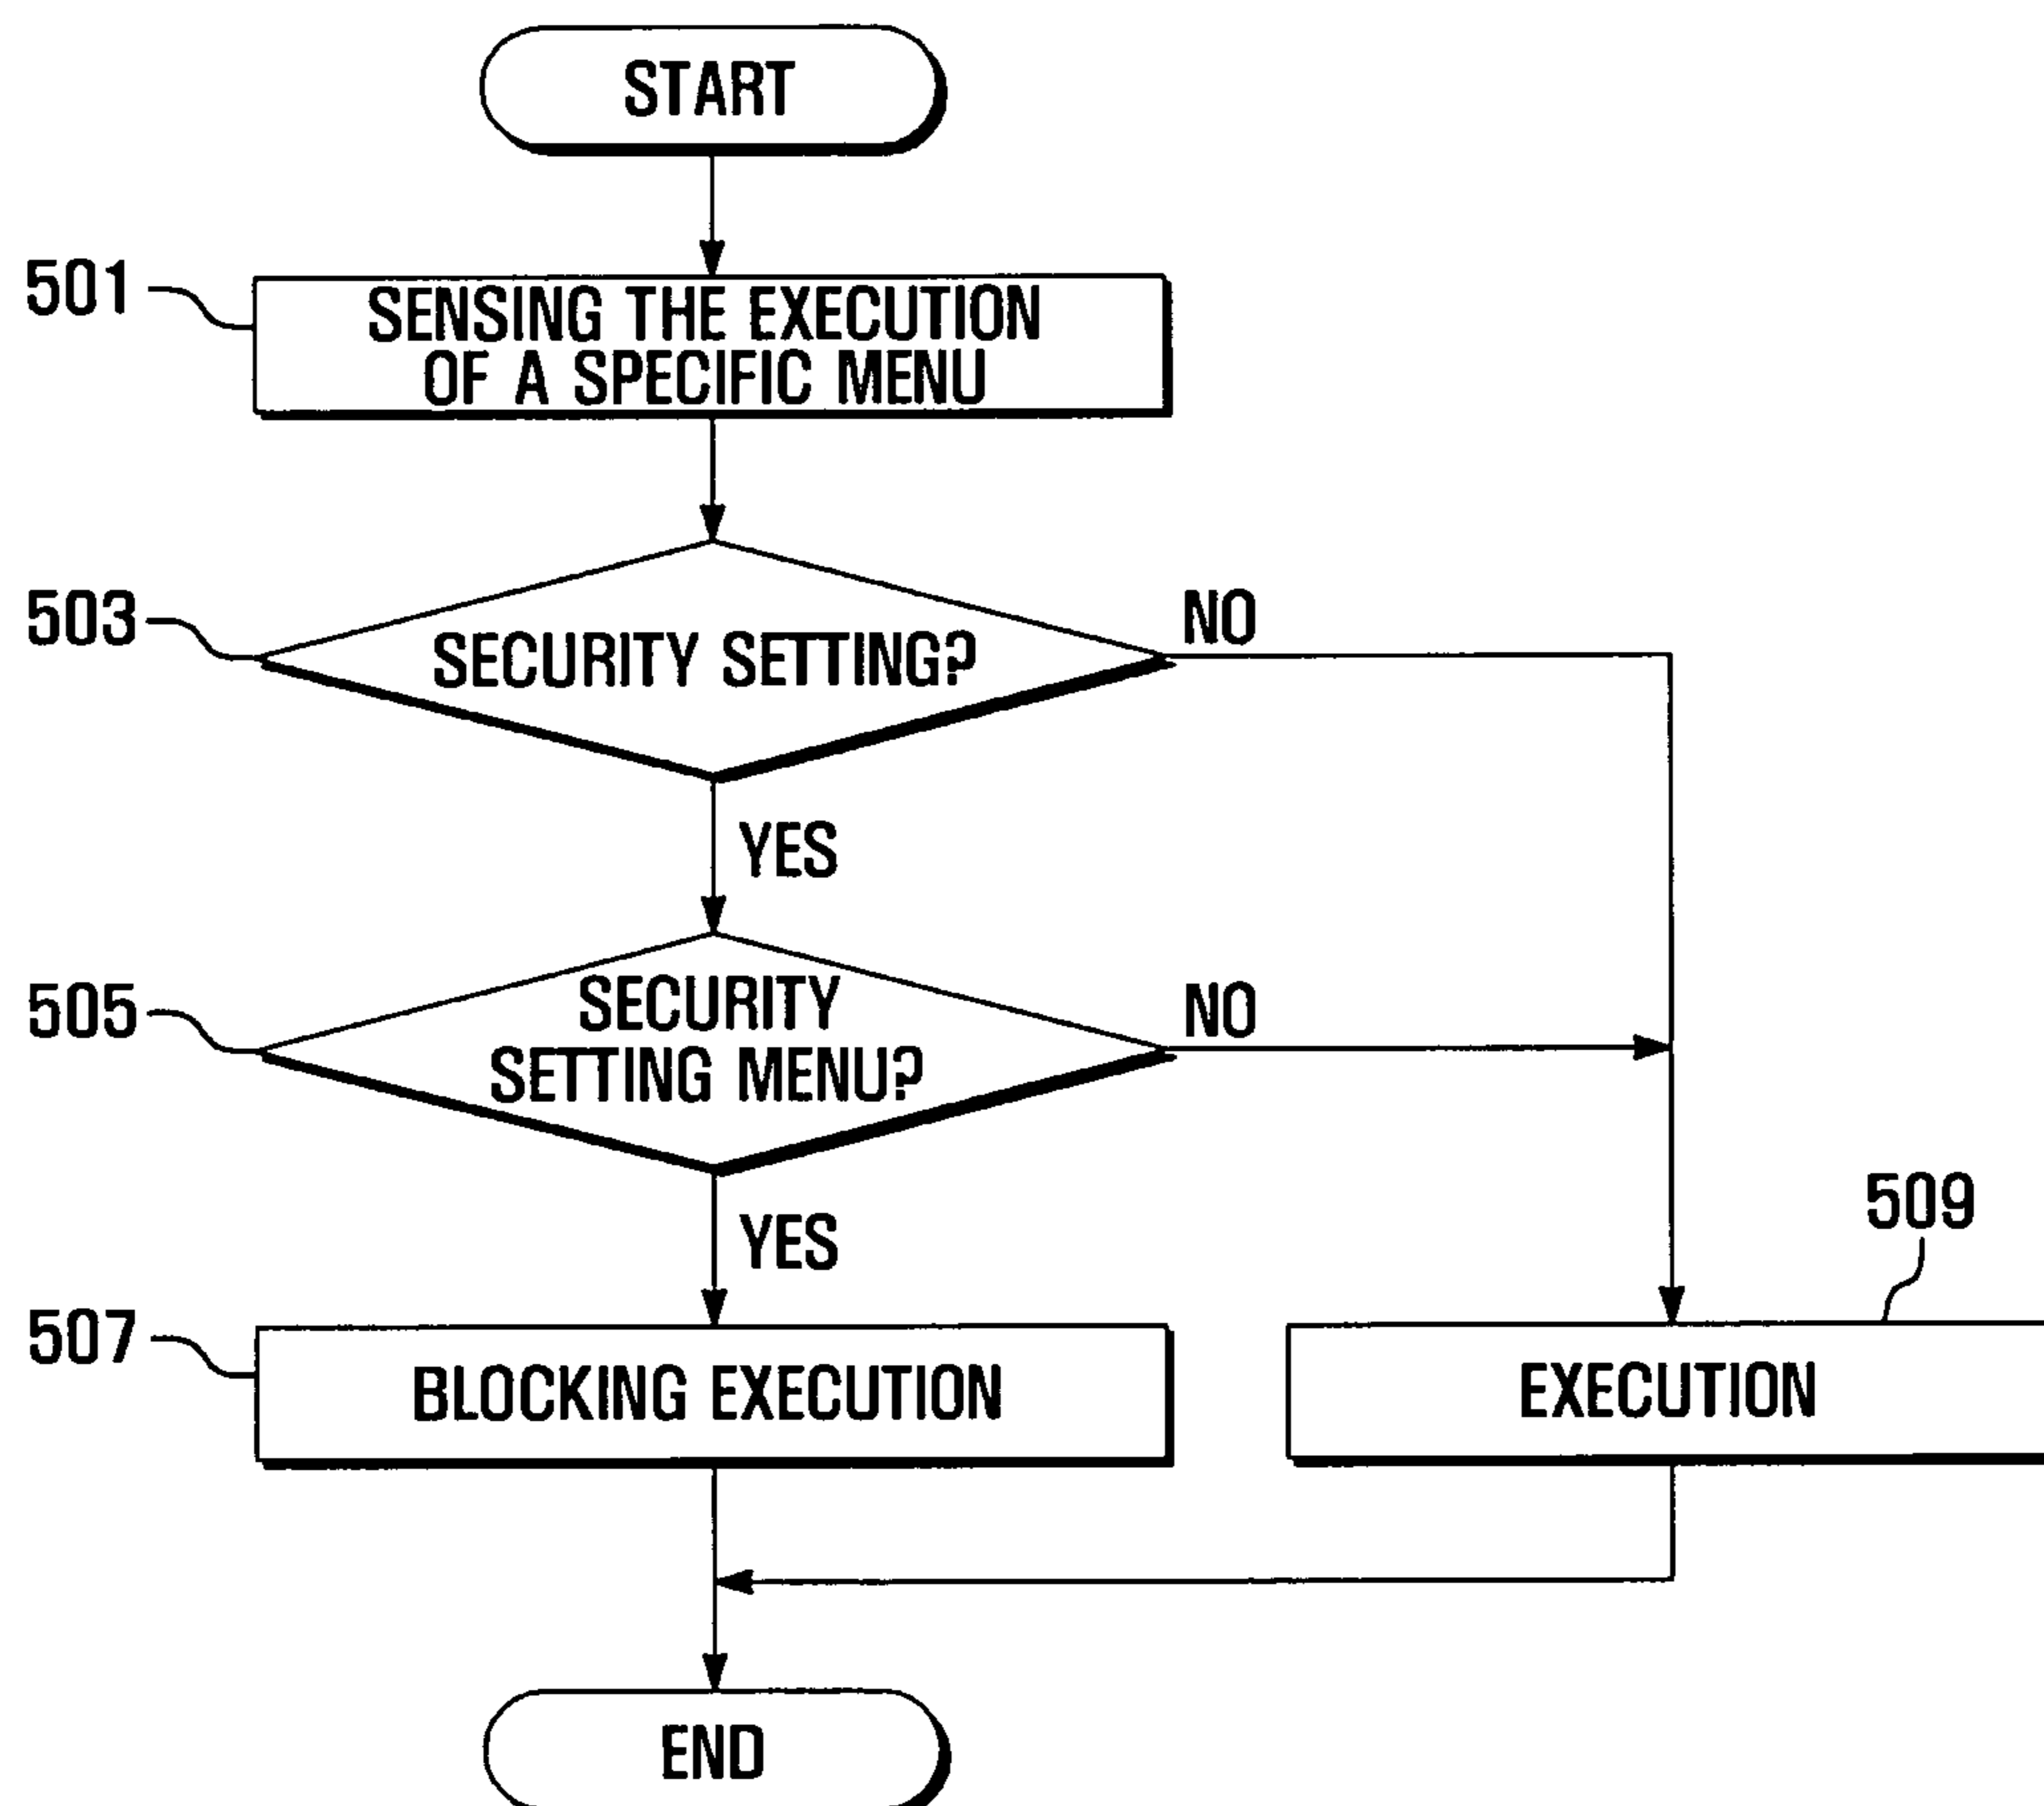 START
501
SENSING THE EXECUTION
OF A SPECIFIC MENU
503
SECURITY SETTING?
NO
YES
505
SECURITY
SETTING MENU?
NO
YES
509
507
BLOCKING EXECUTION
EXECUTION
END